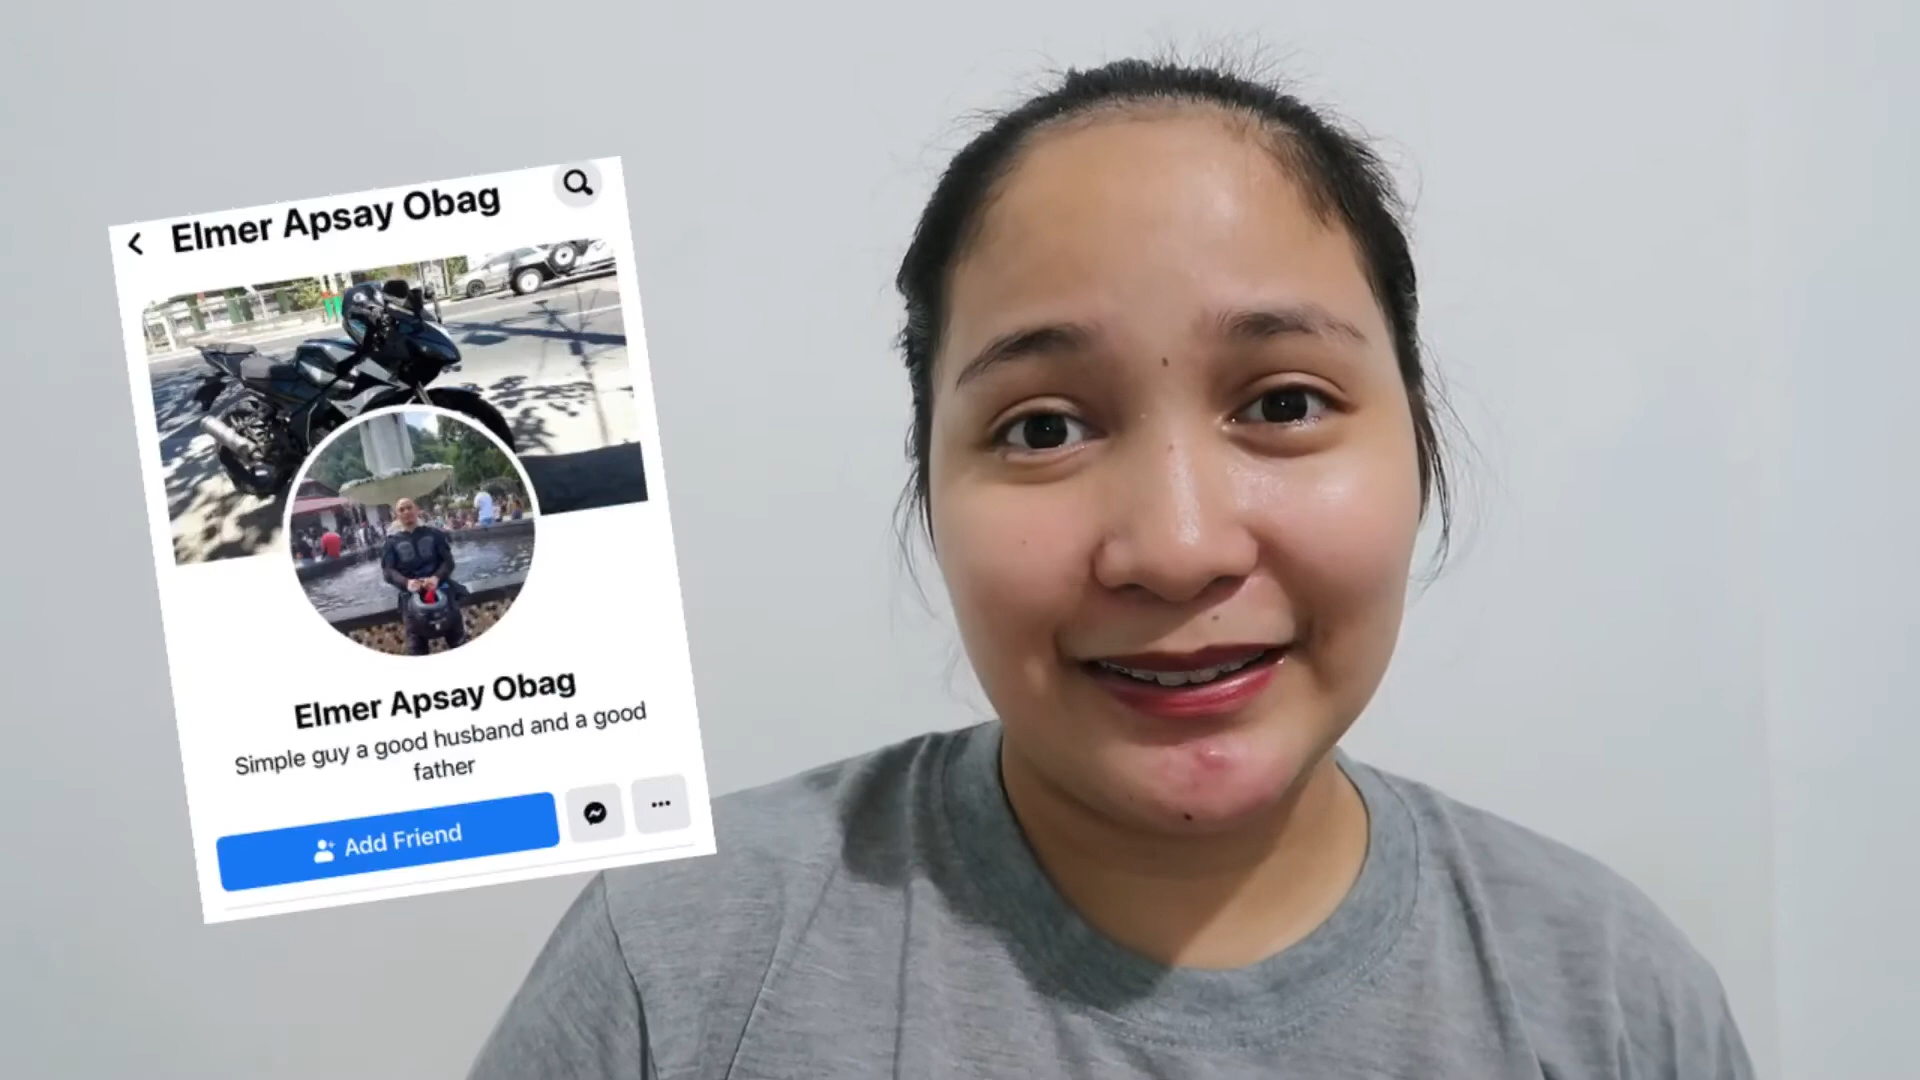 Elmer Apsay Obag
Elmer Apsay Obag
Simple guy a good husband and a good
father
Add Friend